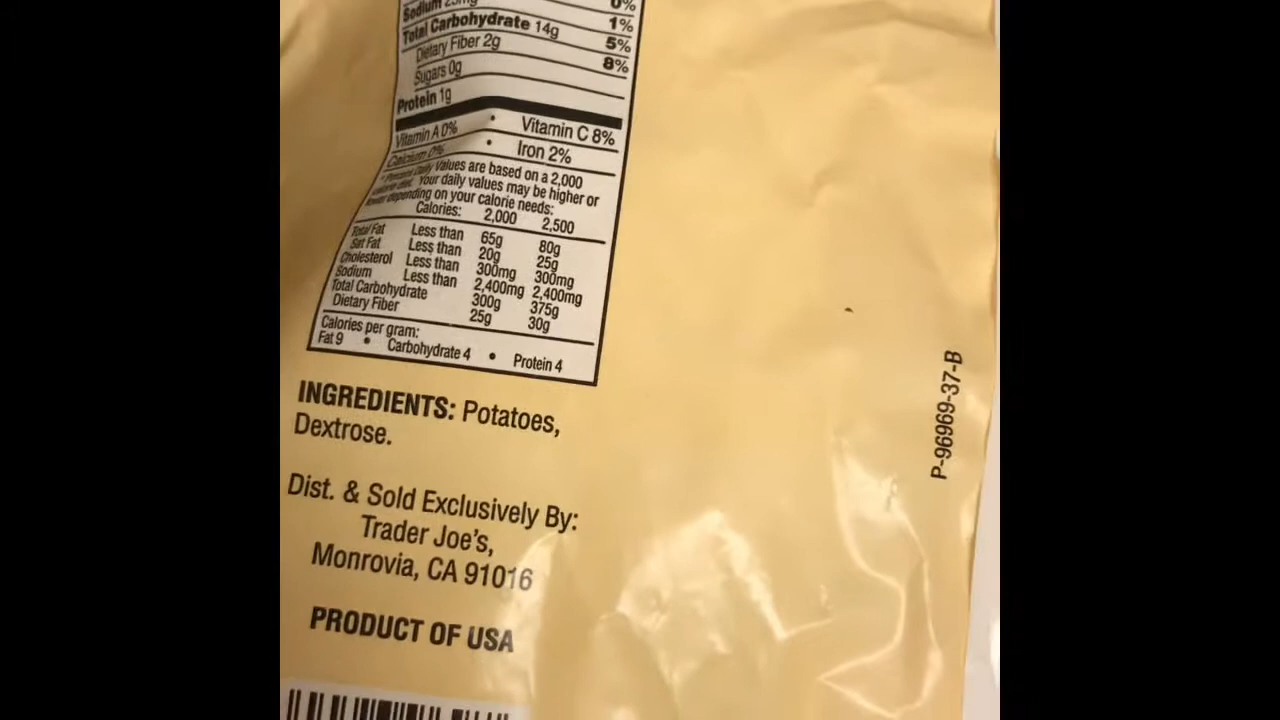 Sodium 25mg 1%
Total Carbohydrate 14g 5%
Dietary Fiber 2g 8%
Sugars 0g
Protein 1g
Vitamin A 0% • Vitamin C 8%
Calcium 0% • Iron 2%
* Percent Daily Values are based on a 2,000
calorie diet. Your daily values may be higher or
lower depending on your calorie needs:
Calories: 2,000 2,500
Total Fat Less than 65g 80g
Sat Fat Less than 20g 25g
Cholesterol Less than 300mg 300mg
Sodium Less than 2,400mg 2,400mg
Total Carbohydrate 300g 375g
Dietary Fiber 25g 30g
Calories per gram:
Fat 9 • Carbohydrate 4 • Protein 4
INGREDIENTS: Potatoes,
Dextrose.
Dist. & Sold Exclusively By:
Trader Joe's,
Monrovia, CA 91016
PRODUCT OF USA
P-96969-37-B